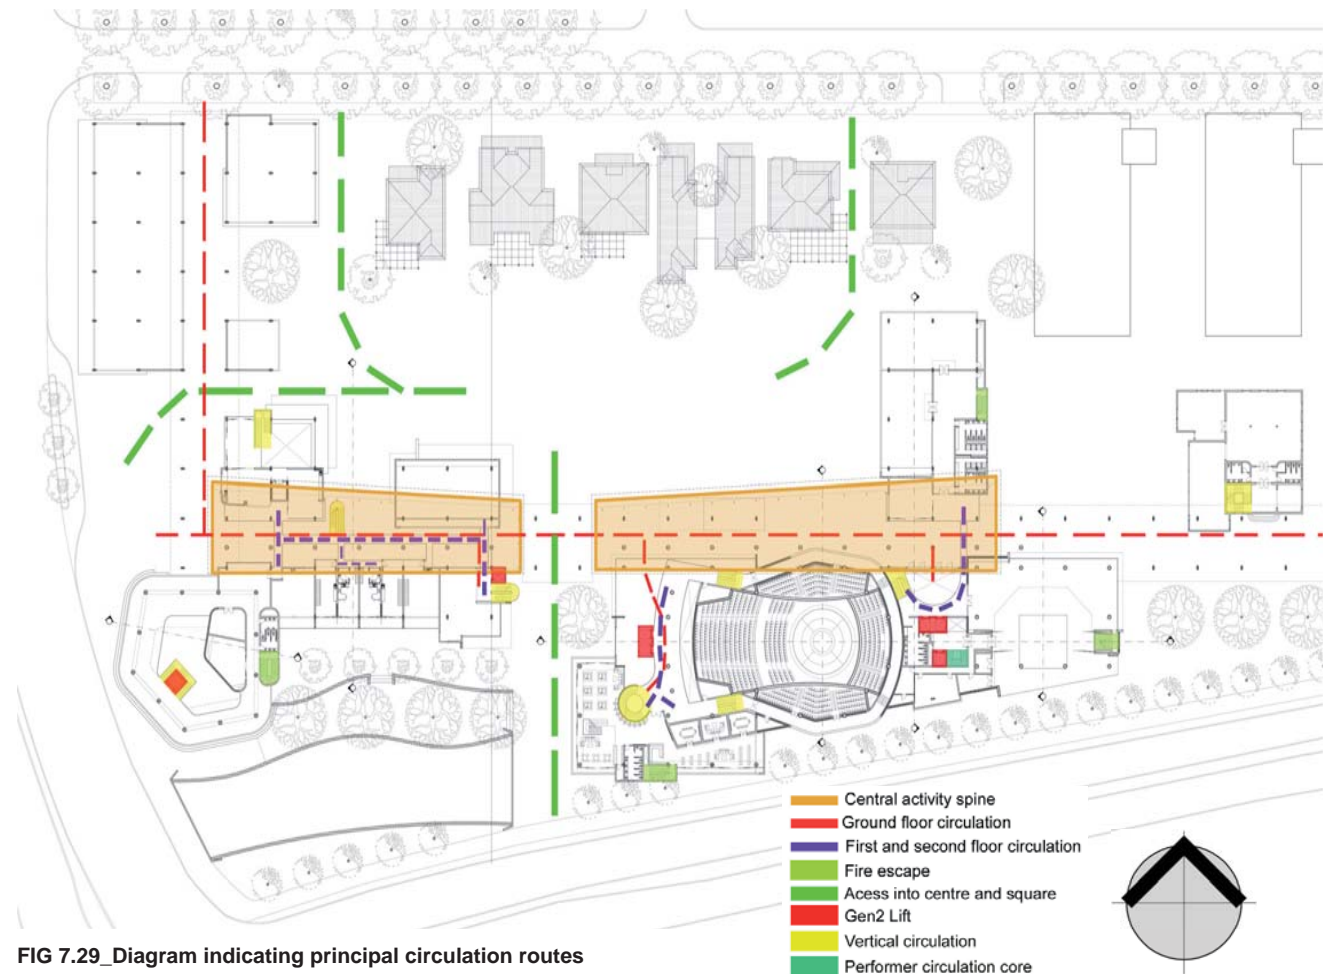 Central activity spine
Ground floor circulation
First and second floor circulation
Fire escape
Acess into centre and square
Gen2 Lift
Vertical circulation
Performer circulation core
FIG 7.29_Diagram indicating principal circulation routes